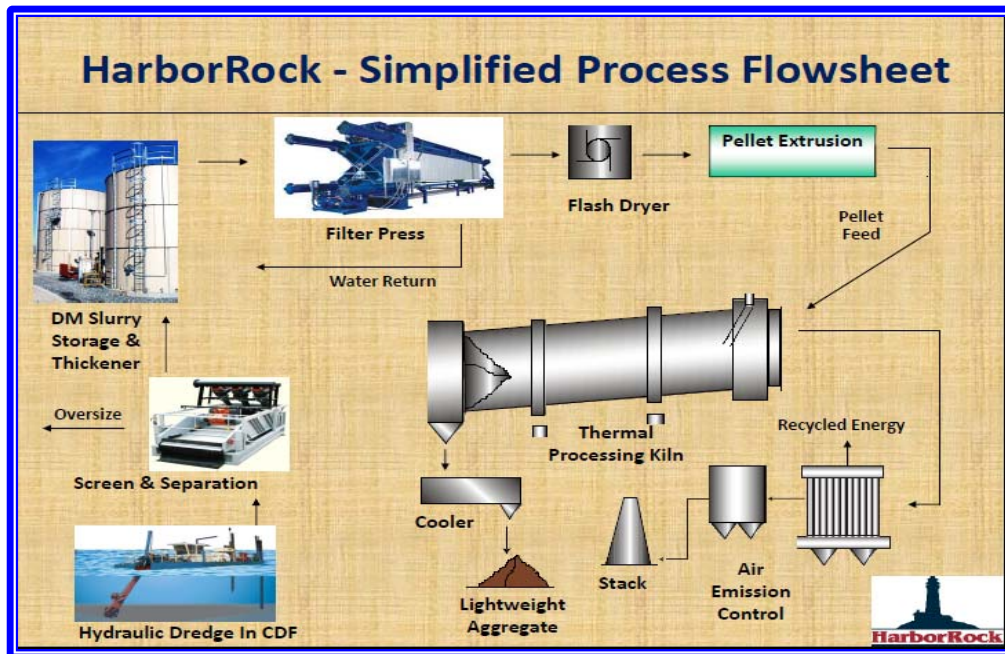 HarborRock - Simplified Process Flowsheet
Pellet Extrusion
Flash Dryer
Filter Press
Pellet
Feed
Water Return
DM Slurry
Storage &
Thickener
Oversize
Thermal
Processing Kiln
Recycled Energy
Screen & Separation
Cooler
Stack
Air
Emission
Control
Lightweight
Aggregate
Hydraulic Dredge In CDF
HarborRock